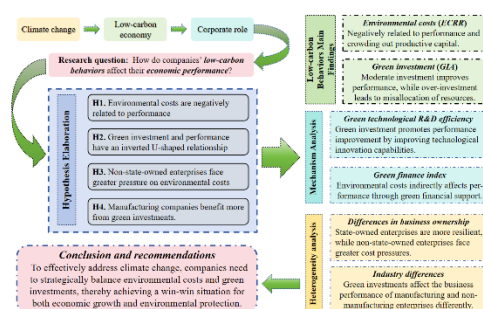 Climate change
Low-carbon
economy
Corporate role
Research question: How do companies' low-carbon
behaviors affect their economic performance?
Hypothesis Elaboration
H1. Environmental costs are negatively
related to performance
H2. Green investment and performance
have an inverted U-shaped relationship
H3. Non-state-owned enterprises face
greater pressure on environmental costs
H4. Manufacturing companies benefit more
from green investments.
Conclusion and recommendations
To effectively address climate change, companies need
to strategically balance environmental costs and green
investments, thereby achieving a win-win situation for
both economic growth and environmental protection.
Low-carbon
Behaviors Main
Findings
Environmental costs (ECRR)
Negatively related to performance
and crowding out productive capital.
Green investment (GIA)
Moderate investment improves
performance, while over-investment
leads to misallocation of resources.
Mechanism Analysis
Green technological R&D efficiency
Green investment promotes performance
improvement by improving technological
innovation capabilities.
Green finance index
Environmental costs indirectly affects per-
formance through green financial support.
Heterogeneity analysis
Differences in business ownership
State-owned enterprises are more resilient,
while non-state-owned enterprises face
greater cost pressures.
Industry differences
Green investments affect the business
performance of manufacturing and non-
manufacturing enterprises differently.